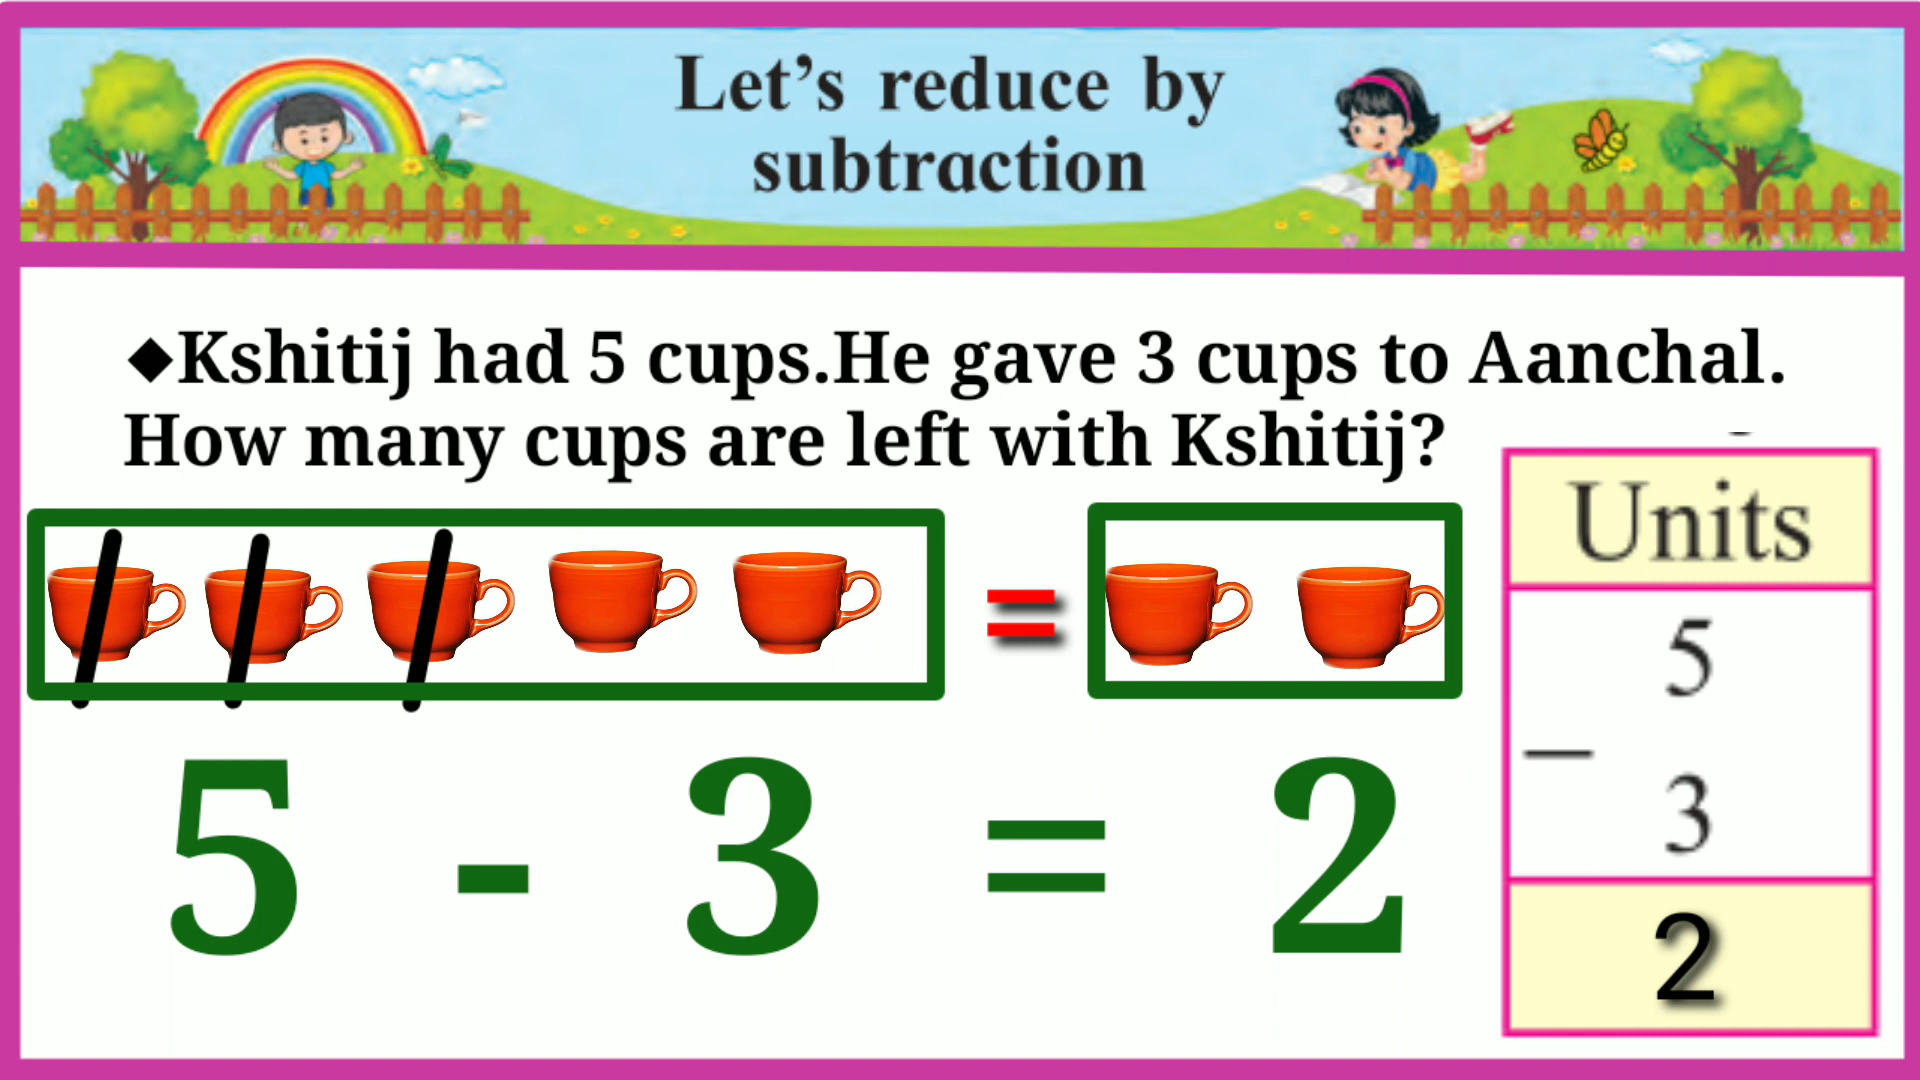 Let's reduce by
subtraction
◆Kshitij had 5 cups.He gave 3 cups to Aanchal.
How many cups are left with Kshitij?
=
5 - 3 = 2
Units
5
–
3
2